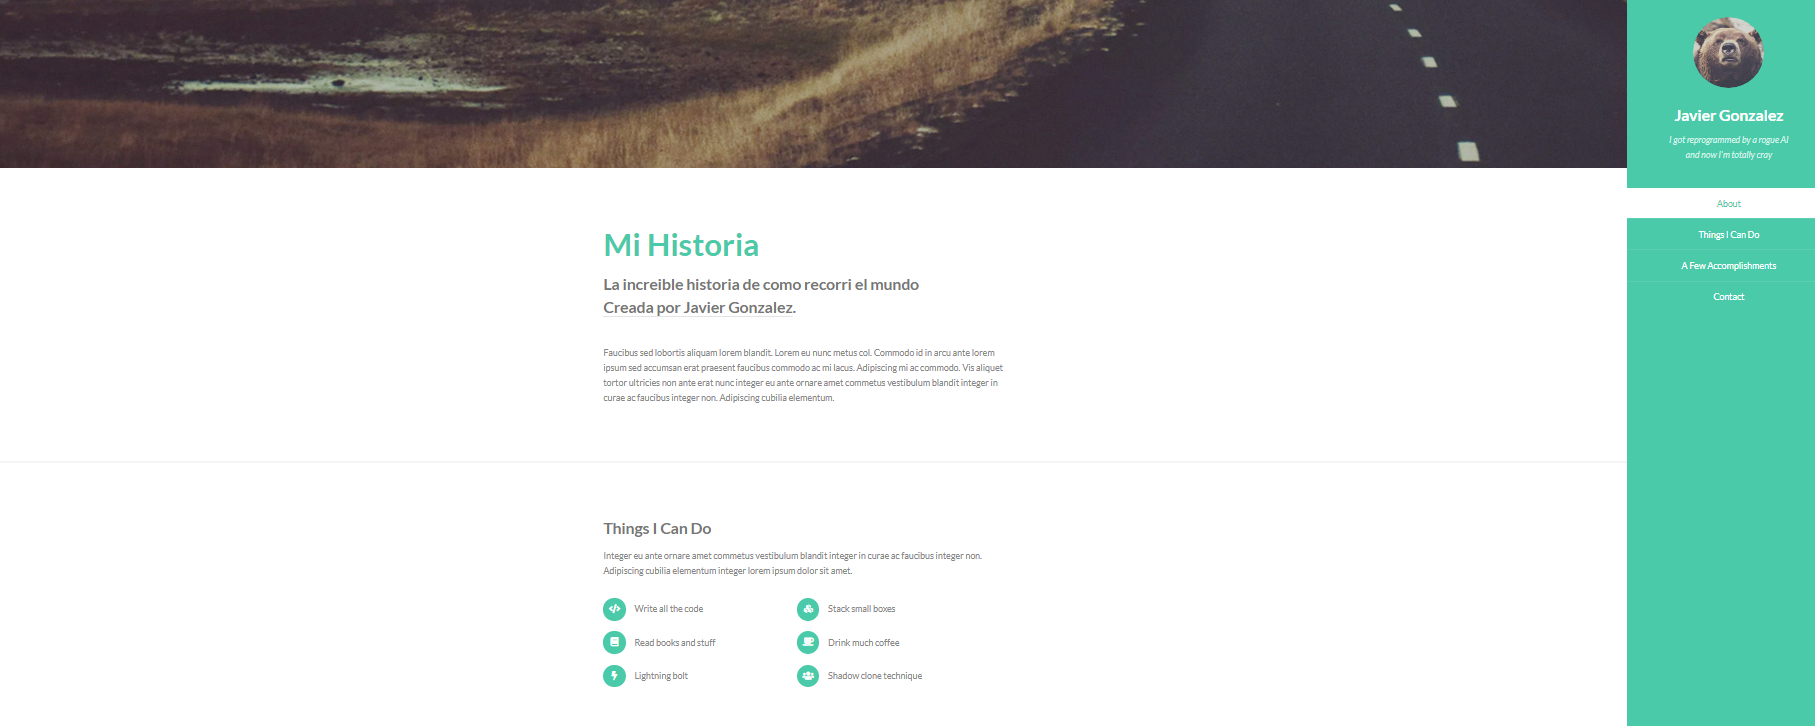 Javier Gonzalez
I got reprogrammed by a rogue AI
and now I'm totally cray
About
Things I Can Do
A Few Accomplishments
Contact
Mi Historia
La increible historia de como recorri el mundo
Creada por Javier Gonzalez.
Faucibus sed lobortis aliquam lorem blandit. Lorem eu nunc metus col. Commodo id in arcu ante lorem
ipsum sed accumsan erat praesent faucibus commodo ac mi lacus. Adipiscing mi ac commodo. Vis aliquet
tortor ultricies non ante erat nunc integer eu ante ornare amet commetus vestibulum blandit integer in
curae ac faucibus integer non. Adipiscing cubilia elementum.
Things I Can Do
Integer eu ante ornare amet commetus vestibulum blandit integer in curae ac faucibus integer non.
Adipiscing cubilia elementum integer lorem ipsum dolor sit amet.
Write all the code
Stack small boxes
Read books and stuff
Drink much coffee
Lightning bolt
Shadow clone technique